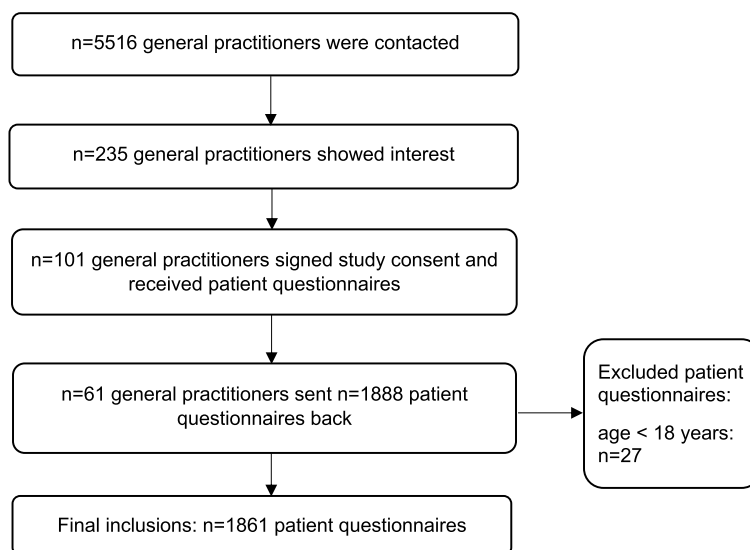 n=5516 general practitioners were contacted
n=235 general practitioners showed interest
n=101 general practitioners signed study consent and
received patient questionnaires
n=61 general practitioners sent n=1888 patient
questionnaires back
Excluded patient
questionnaires:
age < 18 years:
n=27
Final inclusions: n=1861 patient questionnaires